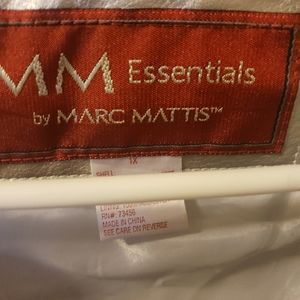 MM Essentials
by MARC MATTIS™
1X
SHELL
RN#: 73456
MADE IN CHINA
SEE CARE ON REVERSE